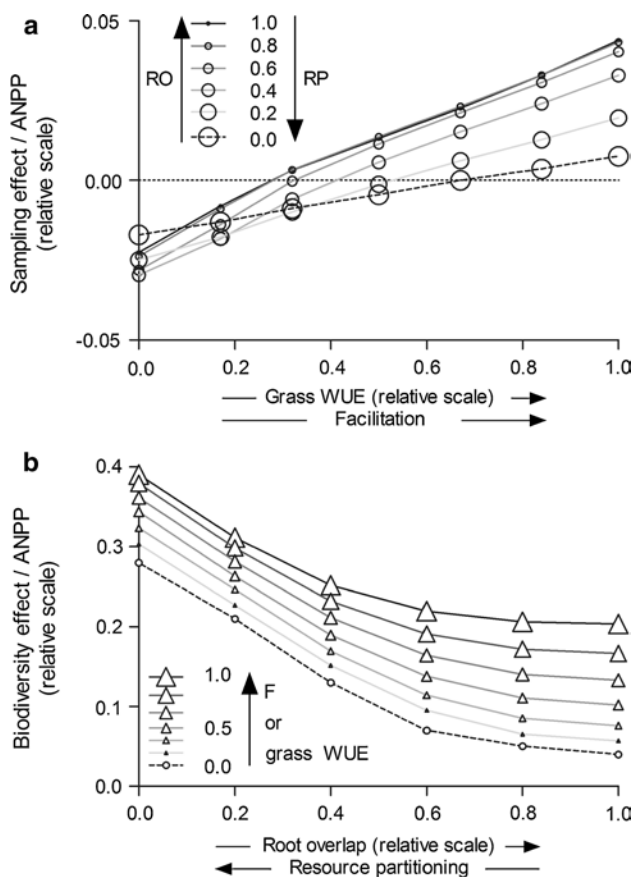 a
0.05
0.00
-0.05
Sampling effect / ANPP
(relative scale)
RO
1.0
0.8
0.6
0.4
0.2
0.0
RP
0.0 0.2 0.4 0.6 0.8 1.0
Grass WUE (relative scale)
Facilitation
b
0.4
0.3
0.2
0.1
0.0
Biodiversity effect / ANPP
(relative scale)
1.0
0.5
0.0
F
or
grass WUE
0.0 0.2 0.4 0.6 0.8 1.0
Root overlap (relative scale)
Resource partitioning